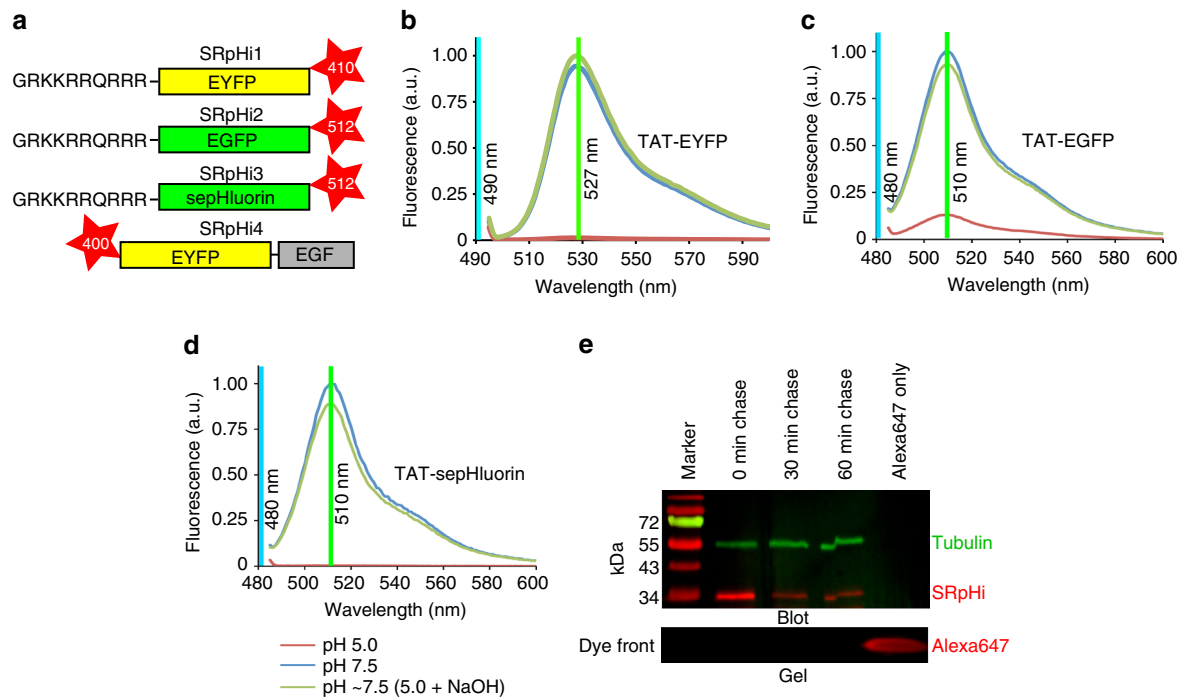 a
SRpHi1
GRKKRRQRRR
EYFP
410
SRpHi2
GRKKRRQRRR
EGFP
512
SRpHi3
GRKKRRQRRR
sepHluorin
512
SRpHi4
400
EYFP
EGF
b
Fluorescence (a.u.)
1.00
0.75
0.50
0.25
0
490 nm
527 nm
TAT-EYFP
490 510 530 550 570 590
Wavelength (nm)
c
Fluorescence (a.u.)
1.00
0.75
0.50
0.25
0
480 nm
510 nm
TAT-EGFP
480 500 520 540 560 580 600
Wavelength (nm)
d
Fluorescence (a.u.)
1.00
0.75
0.50
0.25
0
480 nm
510 nm
TAT-sepHluorin
480 500 520 540 560 580 600
Wavelength (nm)
pH 5.0
pH 7.5
pH ~7.5 (5.0 + NaOH)
e
Marker
0 min chase
30 min chase
60 min chase
Alexa647 only
kDa
72
55
43
34
Tubulin
SRpHi
Blot
Dye front
Alexa647
Gel